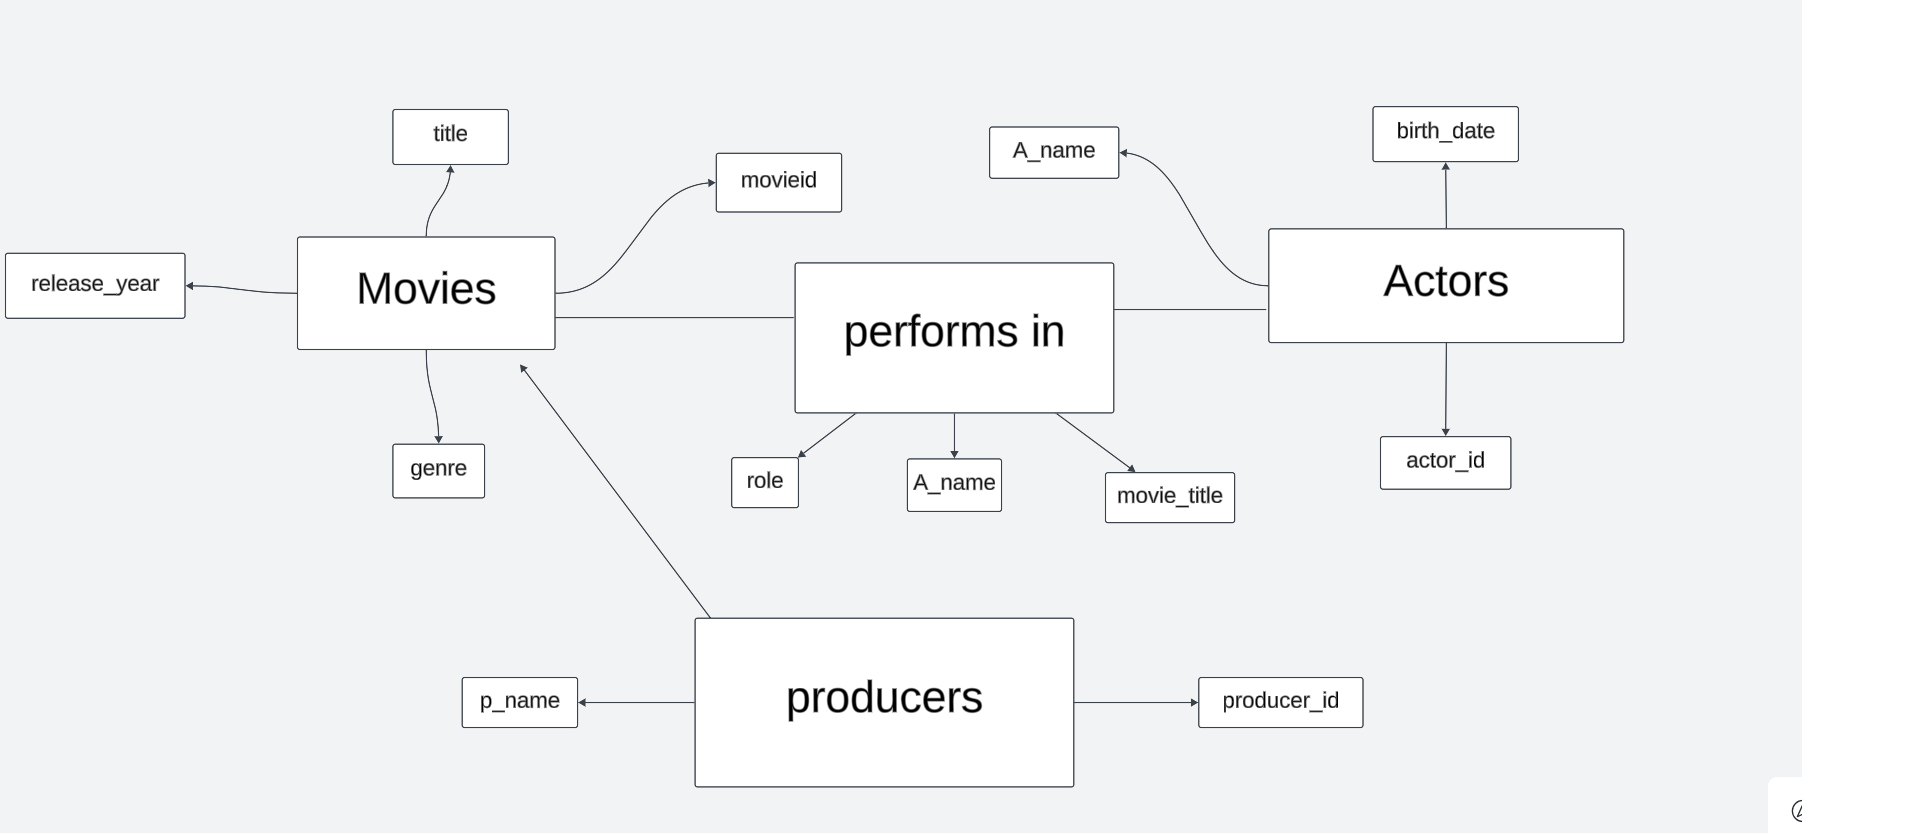 title
movieid
A_name
birth_date
release_year
Movies
performs in
Actors
genre
role
A_name
movie_title
actor_id
p_name
producers
producer_id